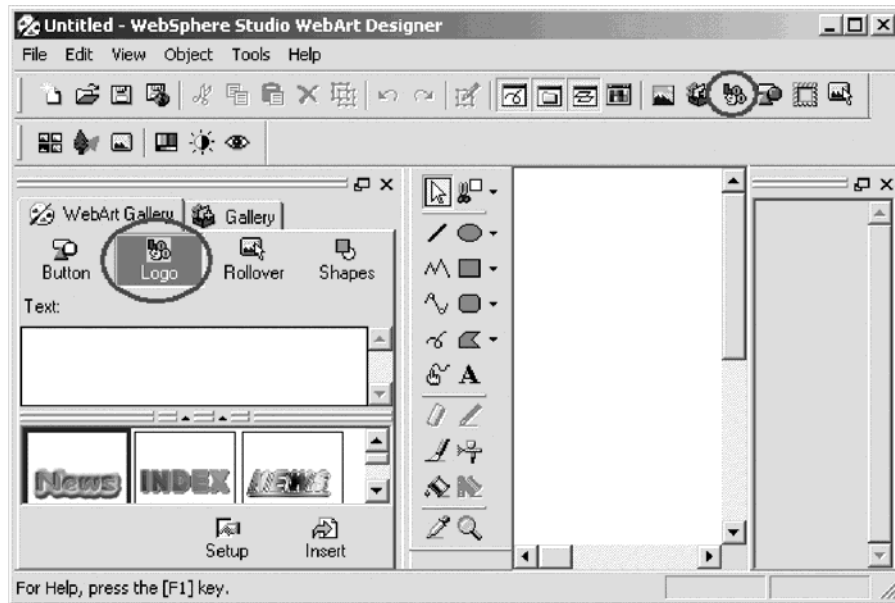 Untitled - WebSphere Studio WebArt Designer
File Edit View Object Tools Help
WebArt Gallery Gallery
Button Logo Rollover Shapes
Text:
News INDEX NEWS
Setup Insert
A
For Help, press the [F1] key.